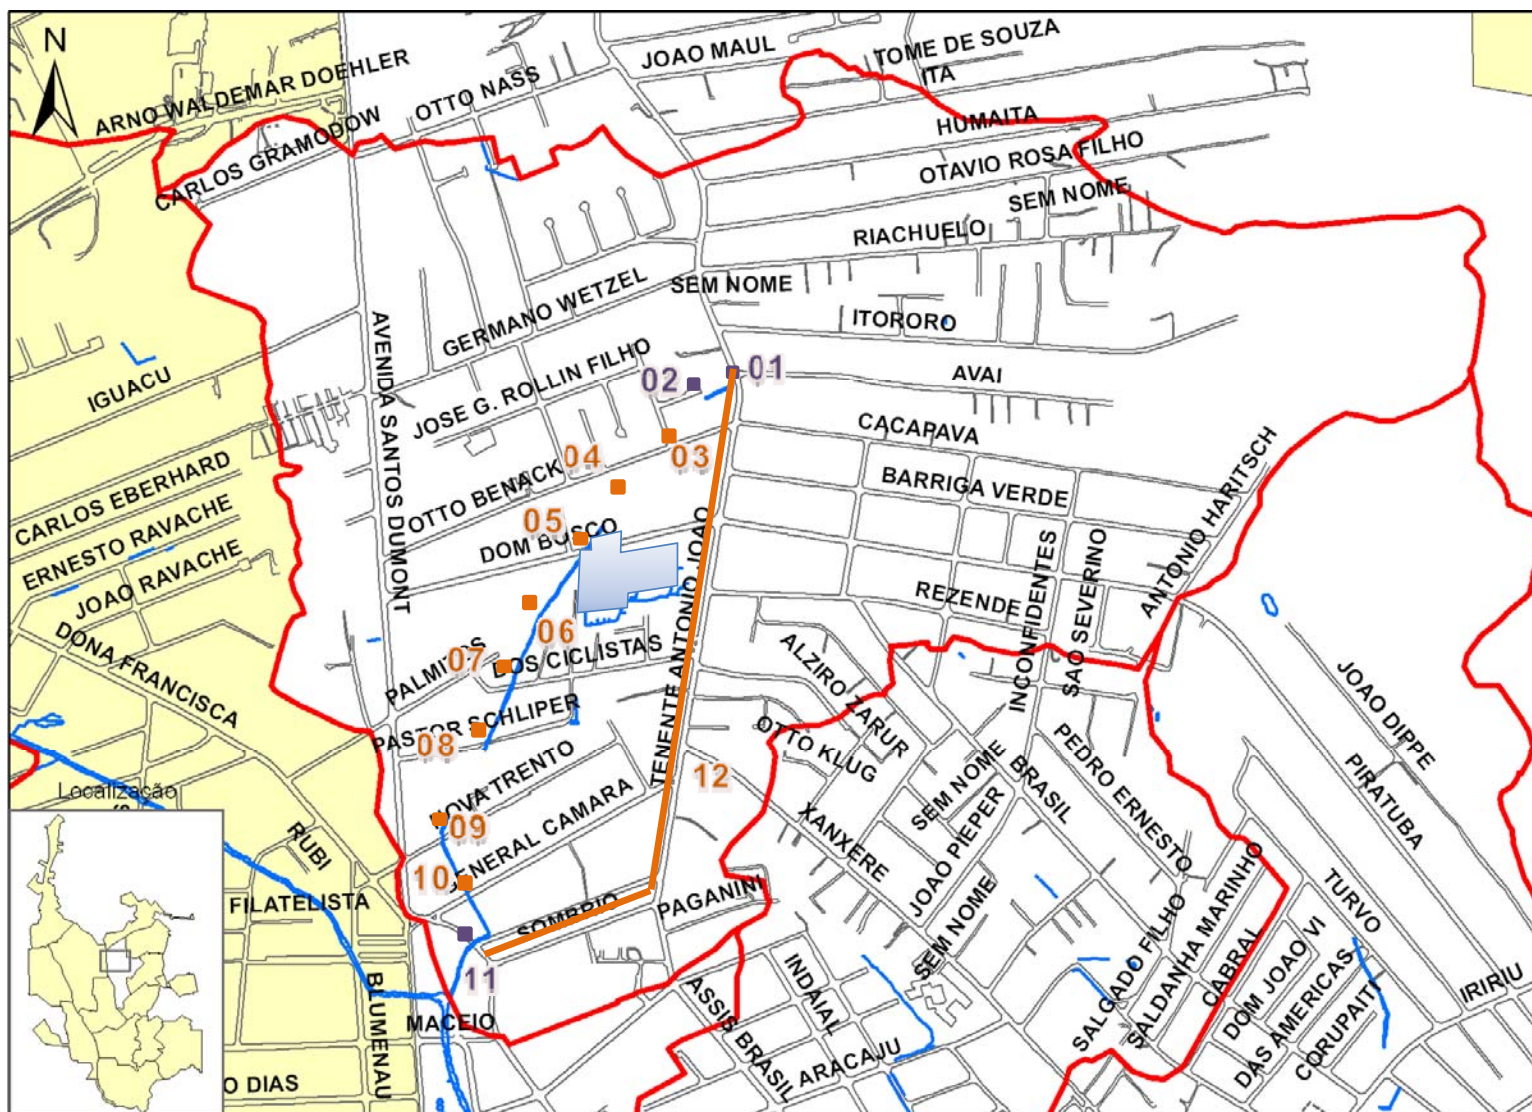 N
JOAO MAUL
TOME DE SOUZA
ITA
ARNO WALDEMAR DOEHLER
OTTO NASS
CARLOS GRAMODOW
HUMAITA
OTAVIO ROSA FILHO
SEM NOME
RIACHUELO
SEM NOME
GERMANO WETZEL
ITORORO
AVENIDA SANTOS DUMONT
IGUACU
JOSE G. ROLLIN FILHO
02
01
AVAI
CACAPAVA
04
03
BARRIGA VERDE
CARLOS EBERHARD
OTTO BENACK
ERNESTO RAVACHE
05
DOM BOSCO
JOAO RAVACHE
TENENTE ANTONIO JOAO
INCONFIDENTES
SAO SEVERINO
ANTONIO HARITSCH
REZENDE
DONA FRANCISCA
06
07
DOS CICLISTAS
PALMITOS
ALZIRO ZARUR
JOAO DIPPE
PASTOR SCHLIPER
08
OTTO KLUG
12
SEM NOME
BRASIL
PEDRO ERNESTO
PIRATUBA
NOVA TRENTO
Localização
09
GENERAL CAMARA
XANXERE
JOAO PIEPER
RUBI
10
FILATELISTA
SOMBRIO
PAGANINI
SEM NOME
SALGADO FILHO
SALDANHA MARINHO
CABRAL
TURVO
DOM JOAO VI
DAS AMERICAS
CORUPAITI
IRIRIU
11
BLUMENAU
MACEIO
ASSIS BRASIL
INDAIAL
ARACAJU
O DIAS